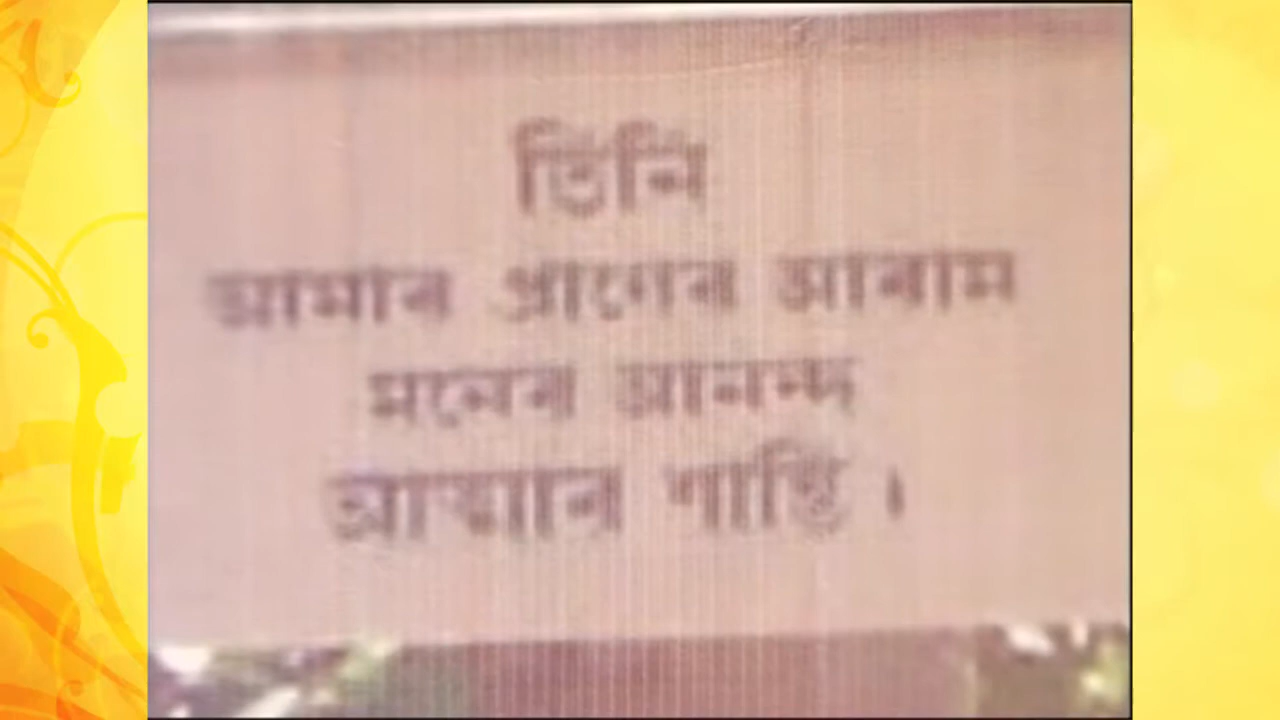 তিনি
আমার প্রাণের আরাম
মনের আনন্দ
আত্মার শান্তি ।